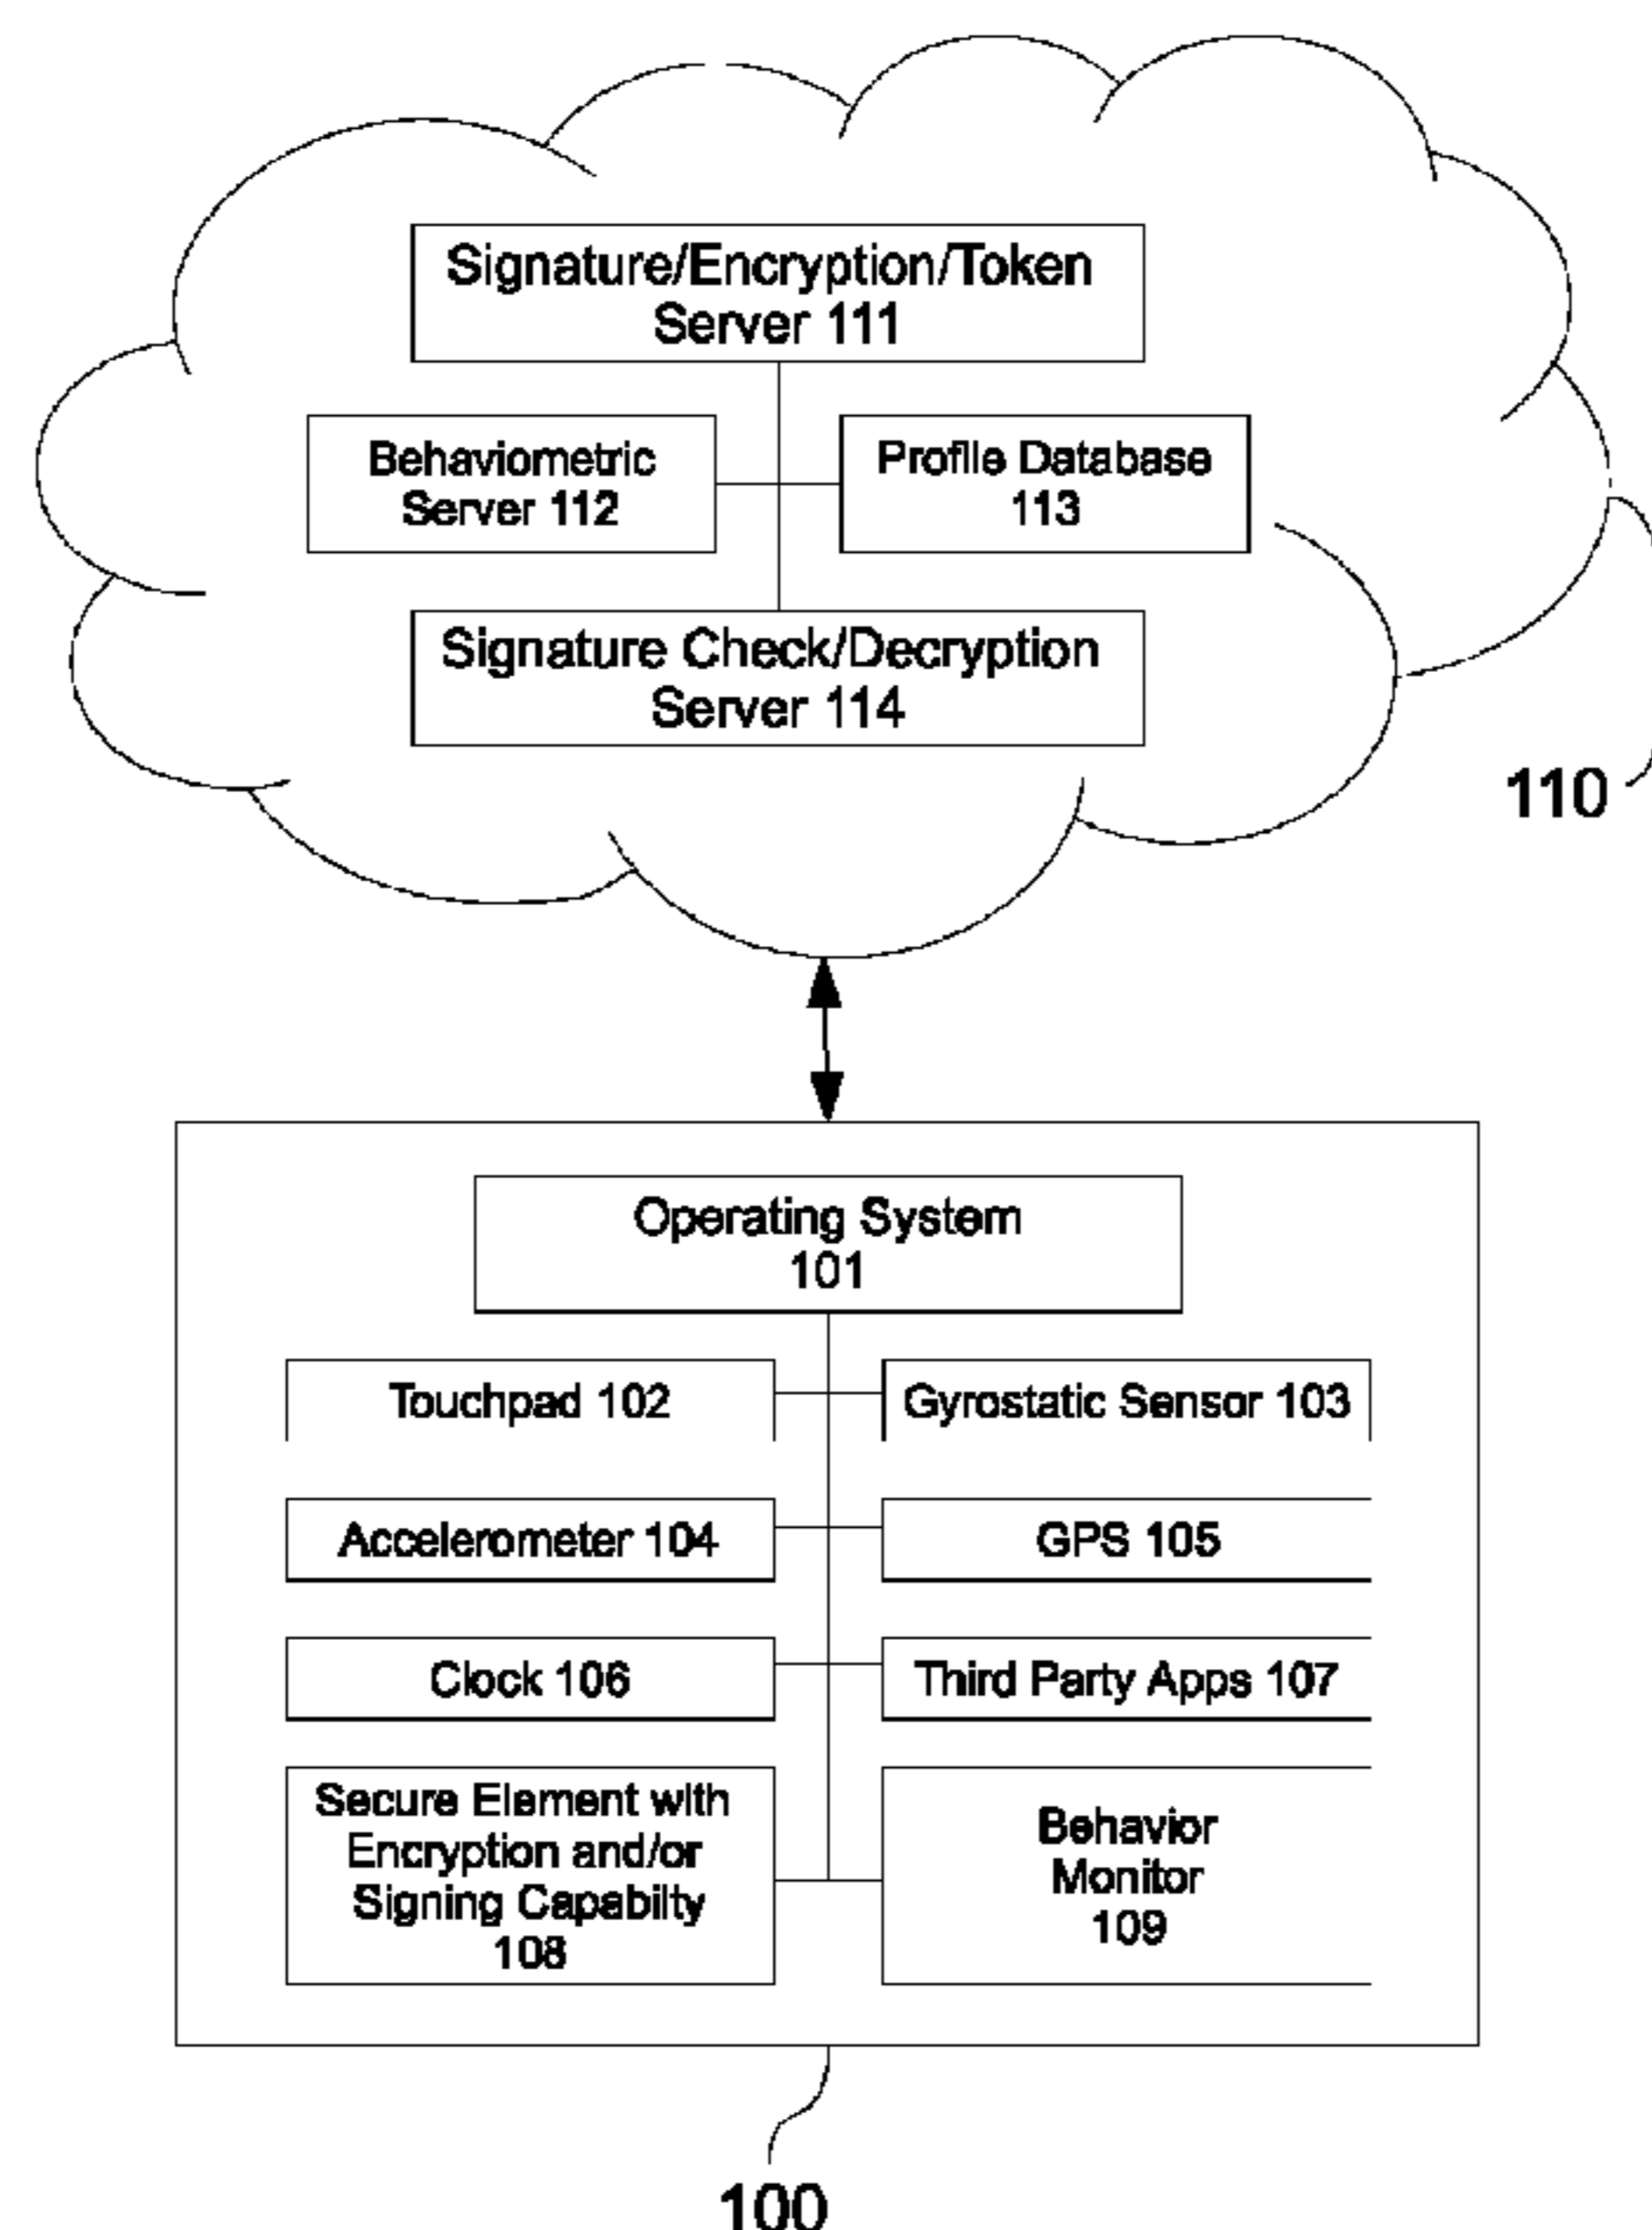 Signature/Encryption/Token
Server 111
Behaviometric
Server 112
Profile Database
113
Signature Check/Decryption
Server 114
110
Operating System
101
Touchpad 102
Gyrostatic Sensor 103
Accelerometer 104
GPS 105
Clock 106
Third Party Apps 107
Secure Element with
Encryption and/or
Signing Capabilty
108
Behavior
Monitor
109
100